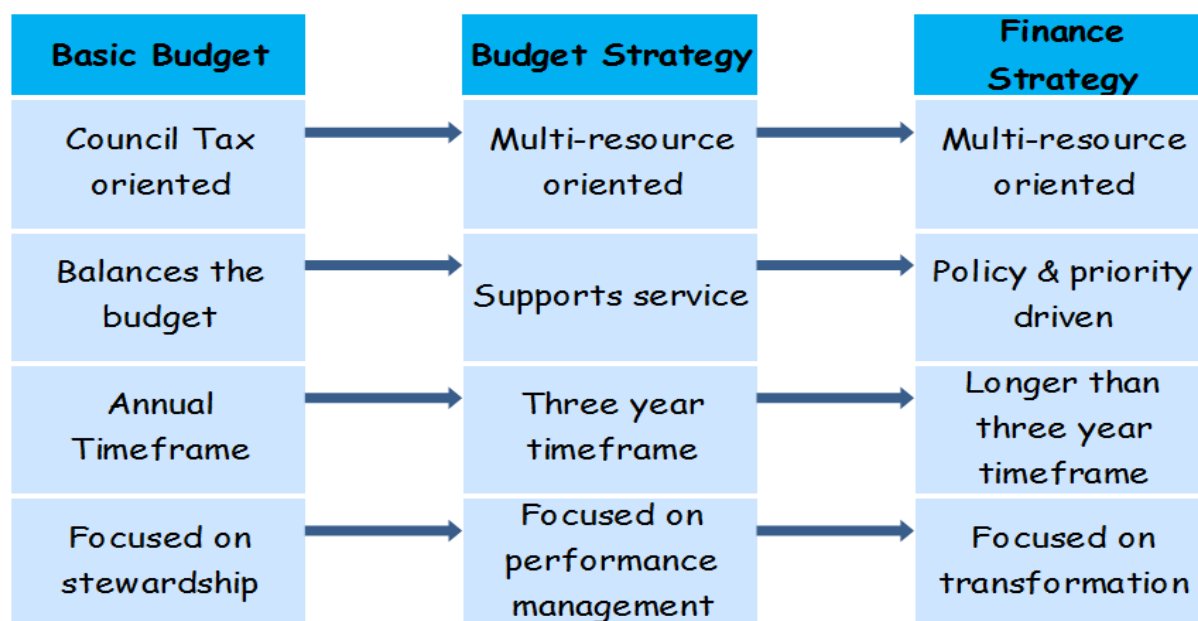 Basic Budget
Budget Strategy
Finance
Strategy
Council Tax
oriented
Multi-resource
oriented
Multi-resource
oriented
Balances the
budget
Supports service
Policy & priority
driven
Annual
Timeframe
Three year
timeframe
Longer than
three year
timeframe
Focused on
stewardship
Focused on
performance
management
Focused on
transformation